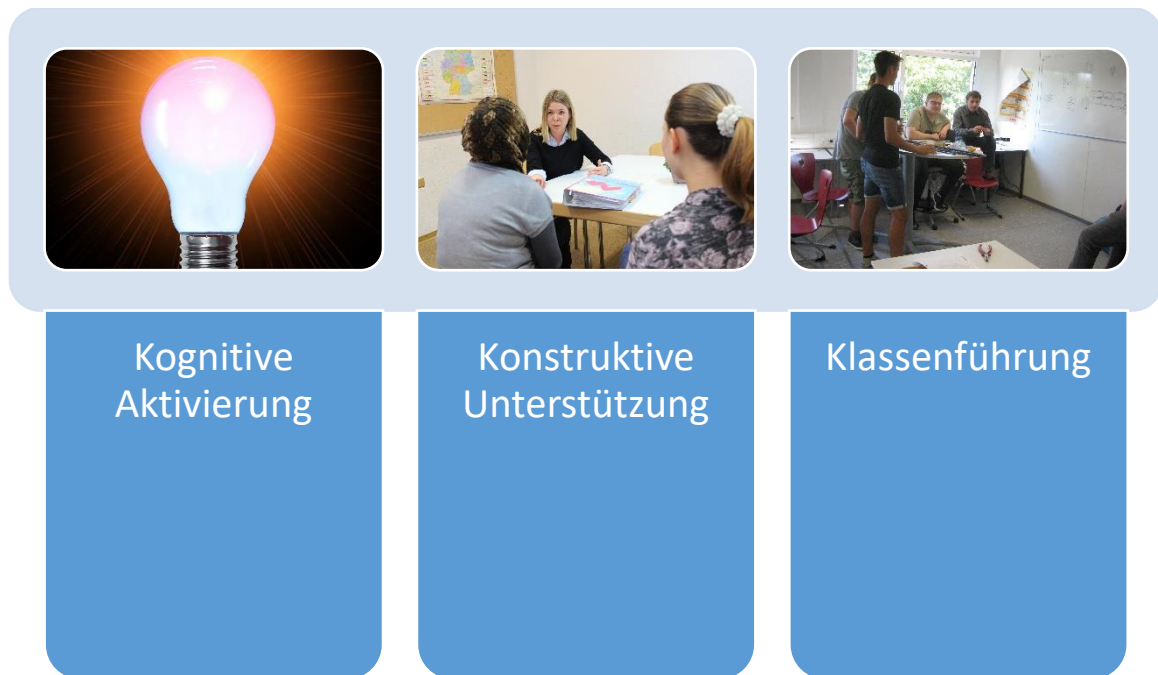 Kognitive
Aktivierung
Konstruktive
Unterstützung
Klassenführung